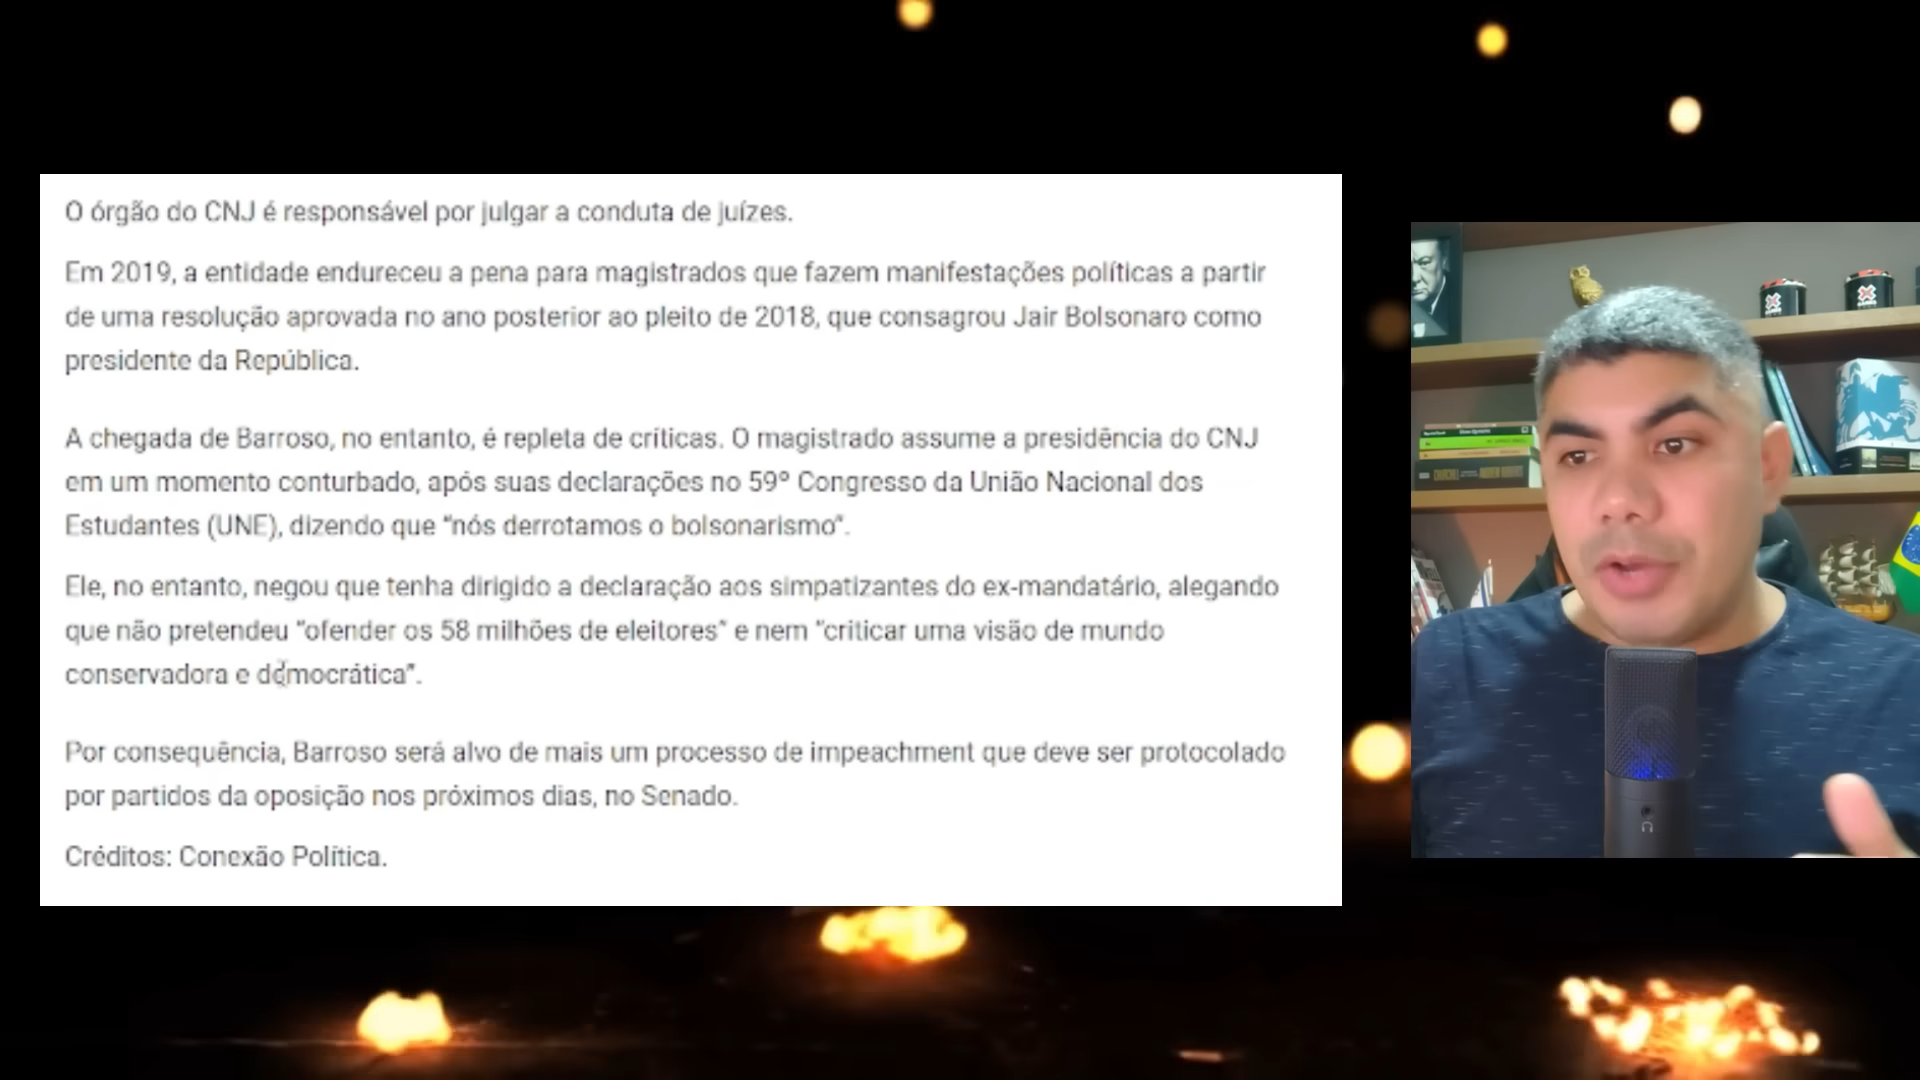 O órgão do CNJ é responsável por julgar a conduta de juízes.
Em 2019, a entidade endureceu a pena para magistrados que fazem manifestações políticas a partir
de uma resolução aprovada no ano posterior ao pleito de 2018, que consagrou Jair Bolsonaro como
presidente da República.
A chegada de Barroso, no entanto, é repleta de críticas. O magistrado assume a presidência do CNJ
em um momento conturbado, após suas declarações no 59º Congresso da União Nacional dos
Estudantes (UNE), dizendo que “nós derrotamos o bolsonarismo”.
Ele, no entanto, negou que tenha dirigido a declaração aos simpatizantes do ex-mandatário, alegando
que não pretendeu “ofender os 58 milhões de eleitores” e nem “criticar uma visão de mundo
conservadora e democrática”.
Por consequência, Barroso será alvo de mais um processo de impeachment que deve ser protocolado
por partidos da oposição nos próximos dias, no Senado.
Créditos: Conexão Política.